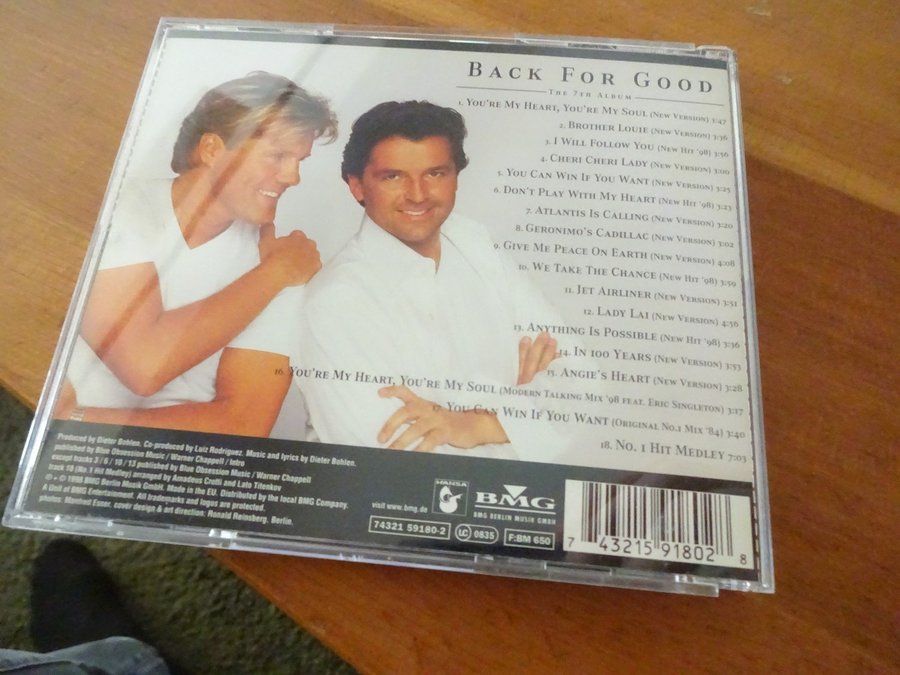 BACK FOR GOOD
THE 7TH ALBUM
1. YOU'RE MY HEART, YOU'RE MY SOUL (NEW VERSION) 3:47
2. BROTHER LOUIE (NEW VERSION) 3:36
3. I WILL FOLLOW YOU (NEW HIT '98) 3:56
4. CHERI CHERI LADY (NEW VERSION) 3:00
5. YOU CAN WIN IF YOU WANT (NEW VERSION) 3:25
6. DON'T PLAY WITH MY HEART (NEW HIT '98) 3:23
7. ATLANTIS IS CALLING (NEW VERSION) 3:20
8. GERONIMO'S CADILLAC (NEW VERSION) 3:02
9. GIVE ME PEACE ON EARTH (NEW VERSION) 4:08
10. WE TAKE THE CHANCE (NEW HIT '98) 3:59
11. JET AIRLINER (NEW VERSION) 3:51
12. LADY LAI (NEW VERSION) 4:56
13. ANYTHING IS POSSIBLE (NEW HIT '98) 3:36
14. IN 100 YEARS (NEW VERSION) 3:53
15. ANGIE'S HEART (NEW VERSION) 3:28
16. YOU'RE MY HEART, YOU'RE MY SOUL (MODERN TALKING MIX '98 FEAT. ERIC SINGLETON) 3:17
17. YOU CAN WIN IF YOU WANT (ORIGINAL NO.1 MIX '84) 3:40
18. NO. 1 HIT MEDLEY 7:03
Produced by Dieter Bohlen. Co-produced by Luis Rodriguez. Music and lyrics by Dieter Bohlen.
published by Blue Obsession Music / Warner Chappell / Intro
except tracks 3 / 6 / 10 / 13 published by Blue Obsession Music / Warner Chappell
track 18 (No 1 Hit Medley) arranged by Amadeus Crotti and Lalo Titenkov
℗ + © 1998 BMG Berlin Musik GmbH. Made in the EU. Distributed by the local BMG Company.
A Unit of BMG Entertainment. All trademarks and logos are protected.
photos: Manfred Esser, cover design & art direction: Ronald Reinsberg, Berlin.
visit www.bmg.de
HANSA
BMG
BMG BERLIN MUSIK GMBH
74321 59180-2
LC 0835
F:BM 650
7 43215 91802 8